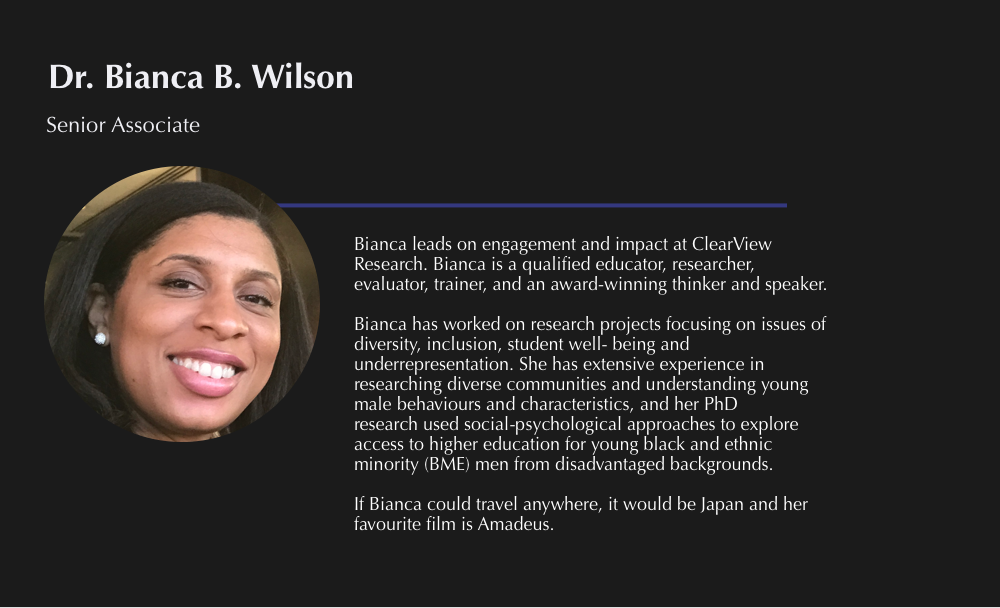 Dr. Bianca B. Wilson
Senior Associate
Bianca leads on engagement and impact at ClearView
Research. Bianca is a qualified educator, researcher,
evaluator, trainer, and an award-winning thinker and speaker.
Bianca has worked on research projects focusing on issues of
diversity, inclusion, student well- being and
underrepresentation. She has extensive experience in
researching diverse communities and understanding young
male behaviours and characteristics, and her PhD
research used social-psychological approaches to explore
access to higher education for young black and ethnic
minority (BME) men from disadvantaged backgrounds.
If Bianca could travel anywhere, it would be Japan and her
favourite film is Amadeus.